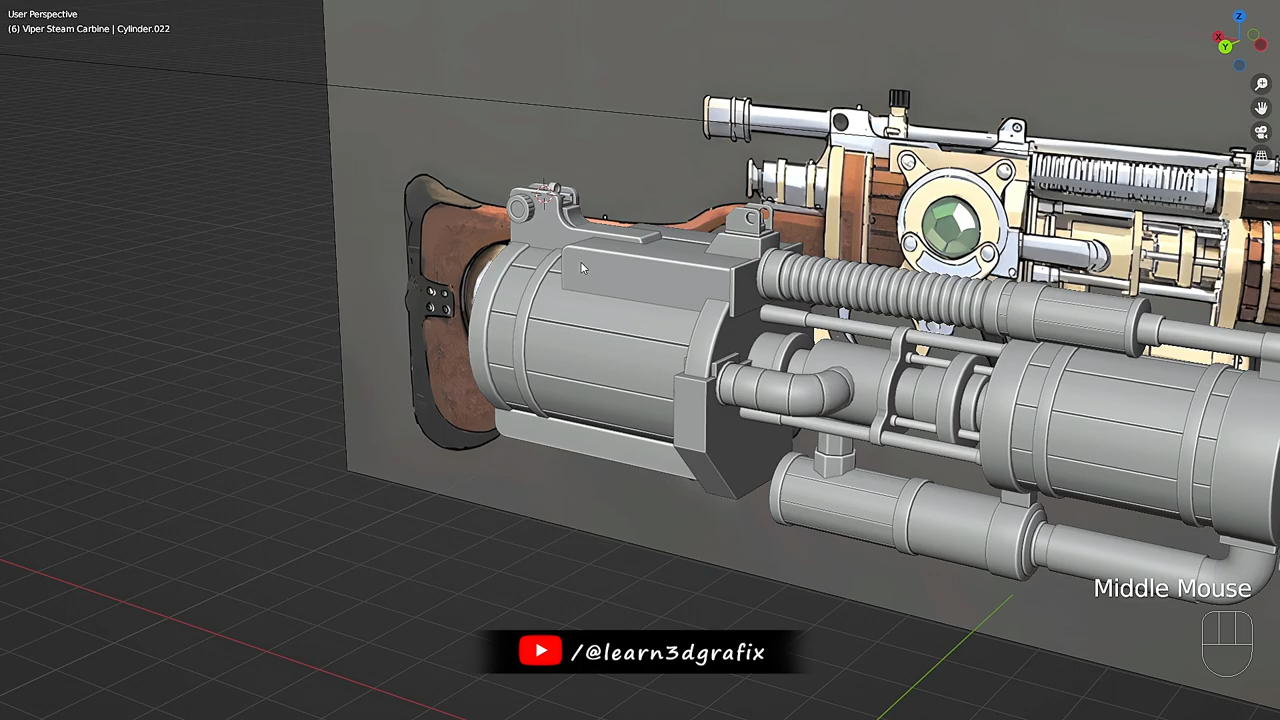 User Perspective
(6) Viper Steam Carbine | Cylinder.022
Z
X
Y
Middle Mouse
/@learn3dgrafix